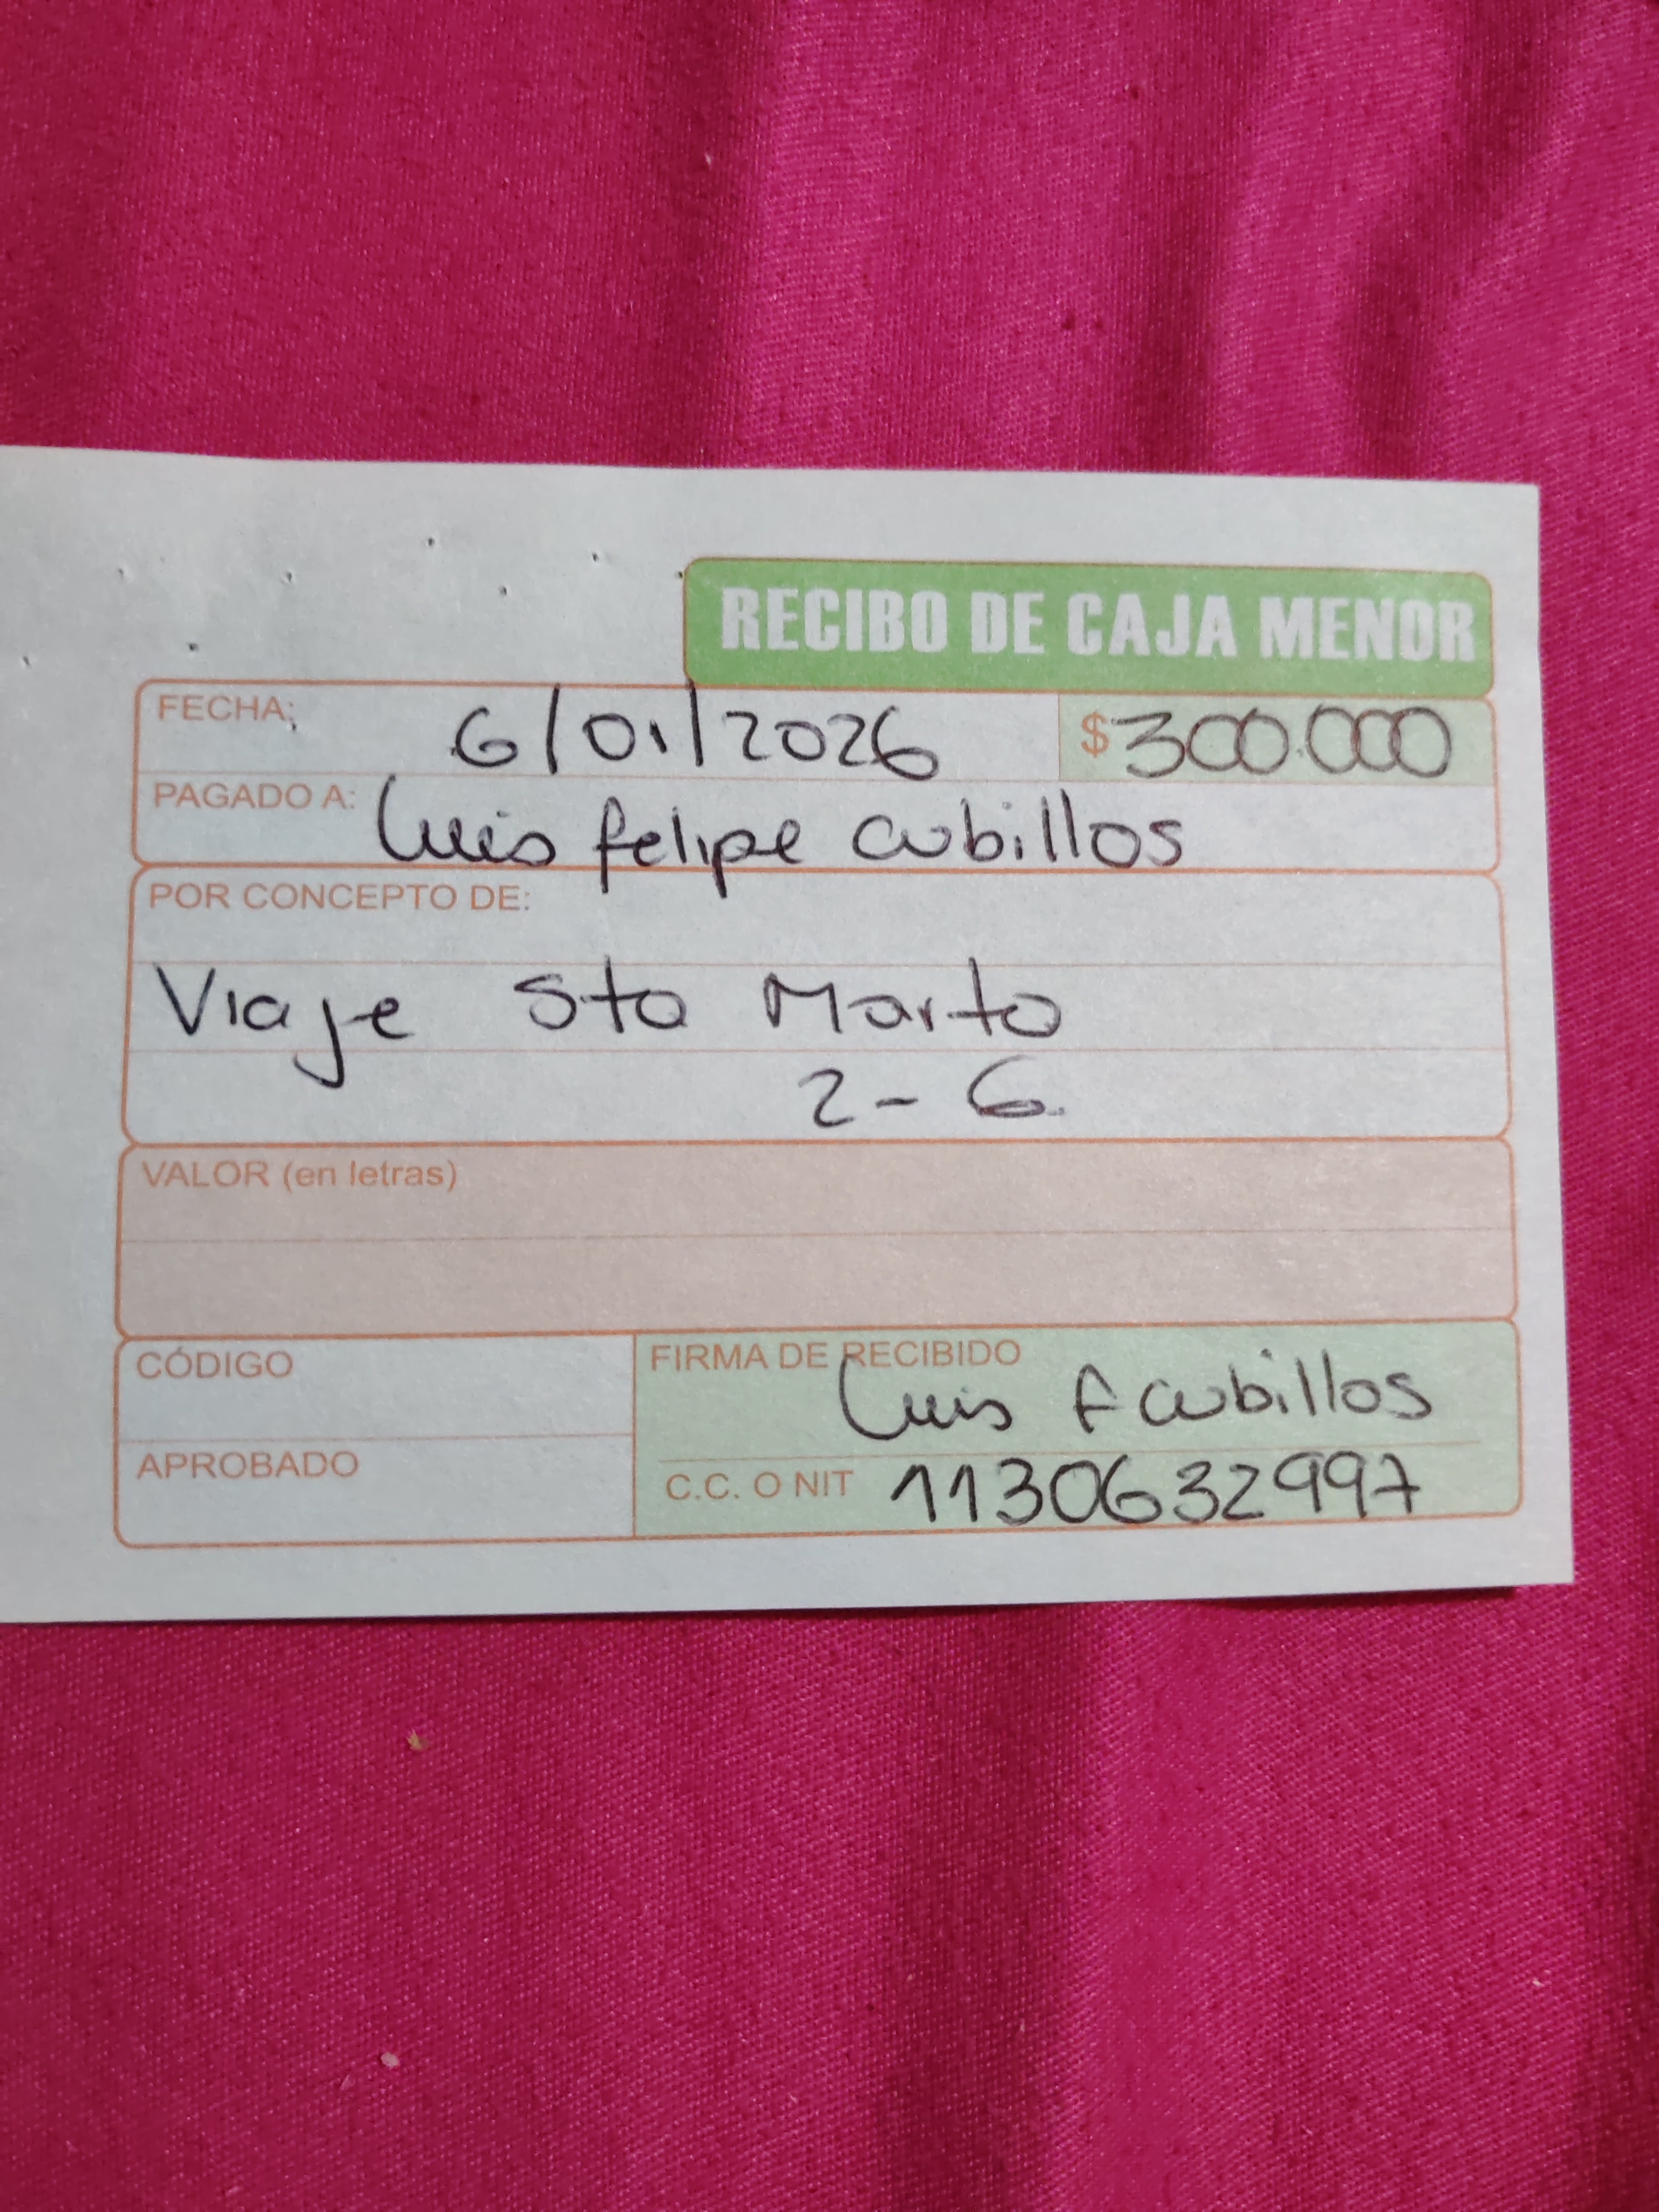 RECIBO DE CAJA MENOR
FECHA: 6/01/2026 $300.000
PAGADO A: Luis felipe cubillos
POR CONCEPTO DE:
Viaje Sta Marta
2-6.
VALOR (en letras)
CÓDIGO
FIRMA DE RECIBIDO Luis F cubillos
APROBADO
C.C. O NIT 1130632997